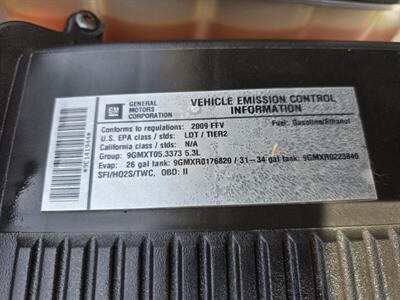 GM
GENERAL
MOTORS
CORPORATION
VEHICLE EMISSION CONTROL
INFORMATION
Conforms to regulations: 2009 FFV
Fuel: Gasoline/Ethanol
U.S. EPA class / stds: LDT / TIER2
California class / stds: N/A
Group: 9GMXT05.3373 5.3L
Evap: 26 gal tank: 9GMXR0176820 / 31-34 gal tank: 9GMXR0223840
SFI/HO2S/TWC, OBD: II